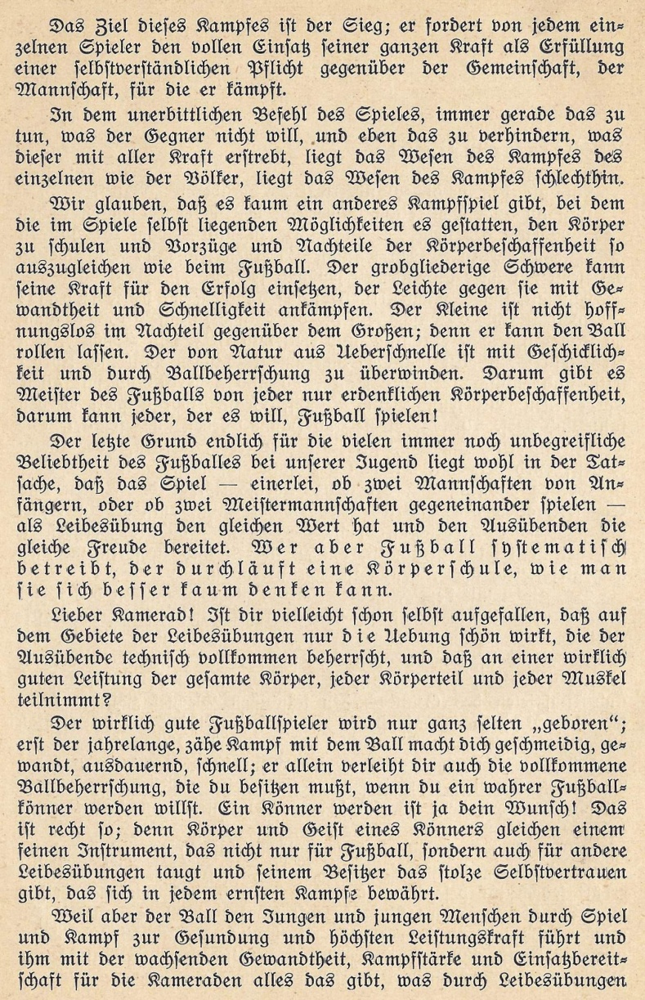 Das Ziel dieses Kampfes ist der Sieg; er fordert von jedem ein-
zelnen Spieler den vollen Einsatz seiner ganzen Kraft als Erfüllung
einer selbstverständlichen Pflicht gegenüber der Gemeinschaft, der
Mannschaft, für die er kämpft.
In dem unerbittlichen Befehl des Spieles, immer gerade das zu
tun, was der Gegner nicht will, und eben das zu verhindern, was
dieser mit aller Kraft erstrebt, liegt das Wesen des Kampfes des
einzelnen wie der Völker, liegt das Wesen des Kampfes schlechthin.
Wir glauben, daß es kaum ein anderes Kampfspiel gibt, bei dem
die im Spiele selbst liegenden Möglichkeiten es gestatten, den Körper
zu schulen und Vorzüge und Nachteile der Körperbeschaffenheit so
auszugleichen wie beim Fußball. Der grobgliederige Schwere kann
seine Kraft für den Erfolg einsetzen, der Leichte gegen sie mit Ge-
wandtheit und Schnelligkeit ankämpfen. Der Kleine ist nicht hoff-
nungslos im Nachteil gegenüber dem Großen; denn er kann den Ball
rollen lassen. Der von Natur aus Ueberschnelle ist mit Geschicklich-
keit und durch Ballbeherrschung zu überwinden. Darum gibt es
Meister des Fußballs von jeder nur erdenklichen Körperbeschaffenheit,
darum kann jeder, der es will, Fußball spielen!
Der letzte Grund endlich für die vielen immer noch unbegreifliche
Beliebtheit des Fußballes bei unserer Jugend liegt wohl in der Tat-
sache, daß das Spiel — einerlei, ob zwei Mannschaften von An-
fängern, oder ob zwei Meistermannschaften gegeneinander spielen —
als Leibesübung den gleichen Wert hat und den Ausübenden die
gleiche Freude bereitet. Wer aber Fußball systematisch
betreibt, der durchläuft eine Körperschule, wie man
sie sich besser kaum denken kann.
Lieber Kamerad! Ist dir vielleicht schon selbst aufgefallen, daß auf
dem Gebiete der Leibesübungen nur die Uebung schön wirkt, die der
Ausübende technisch vollkommen beherrscht, und daß an einer wirklich
guten Leistung der gesamte Körper, jeder Körperteil und jeder Muskel
teilnimmt?
Der wirklich gute Fußballspieler wird nur ganz selten „geboren“;
erst der jahrelange, zähe Kampf mit dem Ball macht dich geschmeidig, ge-
wandt, ausdauernd, schnell; er allein verleiht dir auch die vollkommene
Ballbeherrschung, die du besitzen mußt, wenn du ein wahrer Fußball-
könner werden willst. Ein Könner werden ist ja dein Wunsch! Das
ist recht so; denn Körper und Geist eines Könners gleichen einem
feinen Instrument, das nicht nur für Fußball, sondern auch für andere
Leibesübungen taugt und seinem Besitzer das stolze Selbstvertrauen
gibt, das sich in jedem ernsten Kampfe bewährt.
Weil aber der Ball den Jungen und jungen Menschen durch Spiel
und Kampf zur Gesundung und höchsten Leistungskraft führt und
ihm mit der wachsenden Gewandtheit, Kampfstärke und Einsatzbereit-
schaft für die Kameraden alles das gibt, was durch Leibesübungen